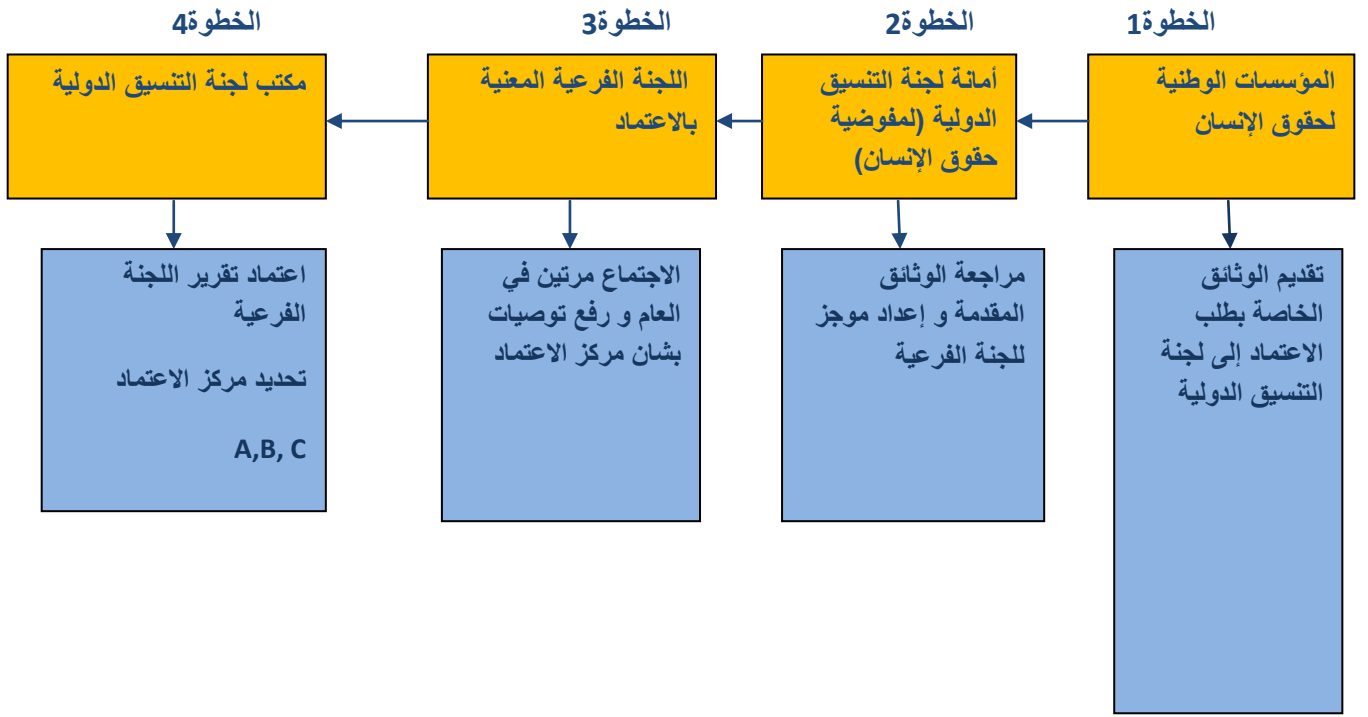 الخطوة1
الخطوة2
الخطوة3
الخطوة4
المؤسسات الوطنية
لحقوق الإنسان
أمانة لجنة التنسيق
الدولية (لمفوضية
حقوق الإنسان)
اللجنة الفرعية المعنية
بالاعتماد
مكتب لجنة التنسيق الدولية
تقديم الوثائق
الخاصة بطلب
الاعتماد إلى لجنة
التنسيق الدولية
مراجعة الوثائق
المقدمة و إعداد موجز
للجنة الفرعية
الاجتماع مرتين في
العام و رفع توصيات
بشان مركز الاعتماد
اعتماد تقرير اللجنة
الفرعية
تحديد مركز الاعتماد
A,B, C